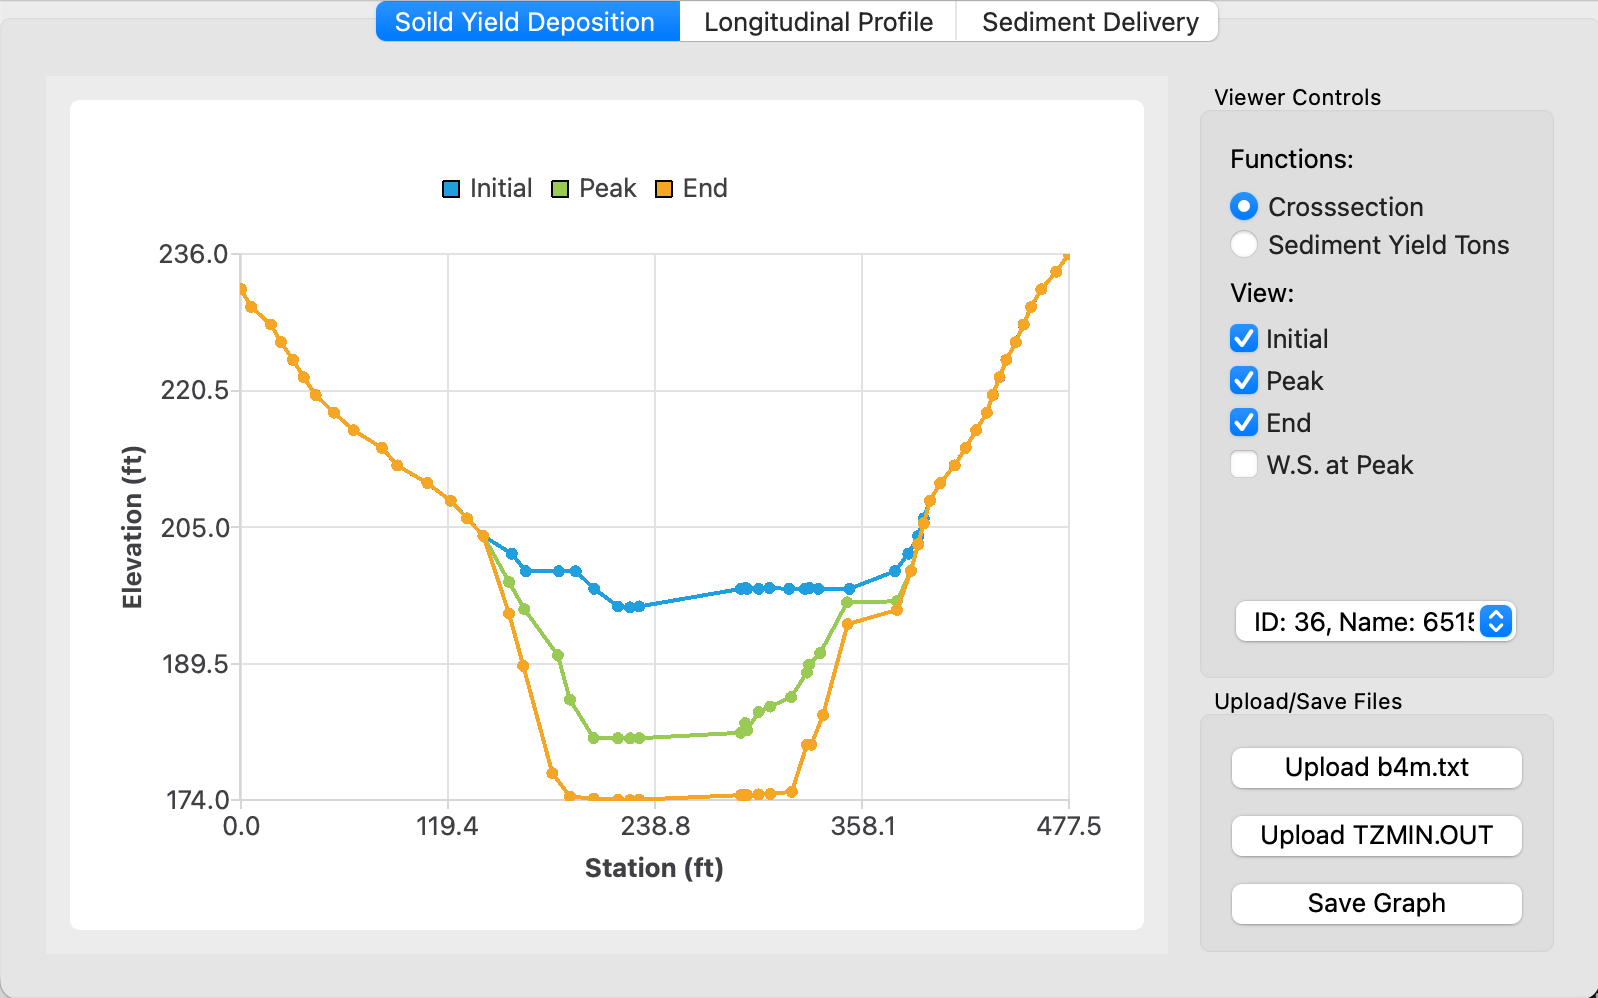 Soild Yield Deposition
Longitudinal Profile
Sediment Delivery
Initial
Peak
End
236.0
220.5
205.0
189.5
174.0
Elevation (ft)
0.0
119.4
238.8
358.1
477.5
Station (ft)
Viewer Controls
Functions:
Crosssection
Sediment Yield Tons
View:
Initial
Peak
End
W.S. at Peak
ID: 36, Name: 651
Upload/Save Files
Upload b4m.txt
Upload TZMIN.OUT
Save Graph